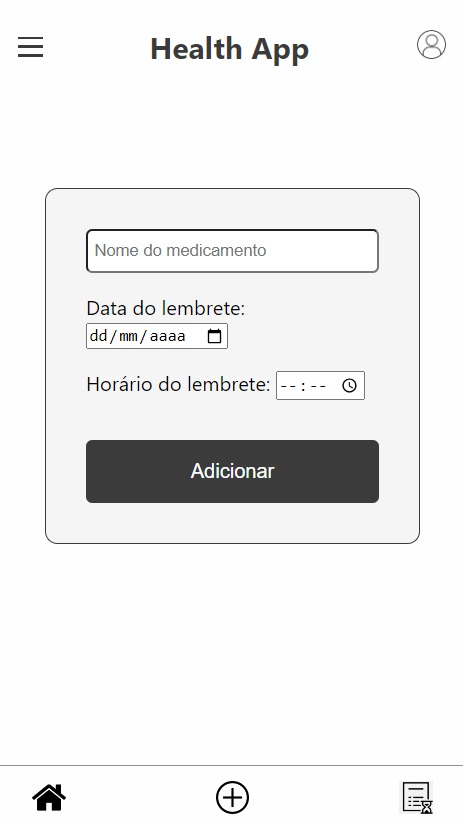 Health App
Nome do medicamento
Data do lembrete:
dd/mm/aaaa
Horário do lembrete: --:--
Adicionar